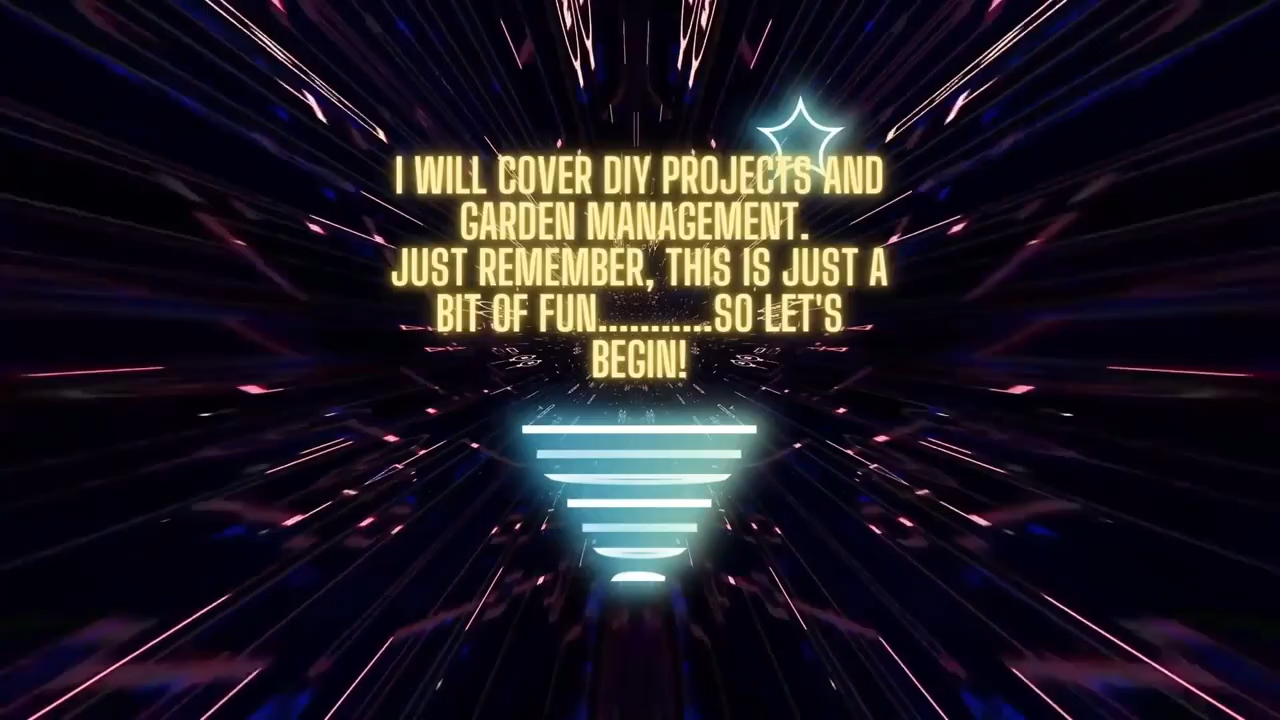 I WILL COVER DIY PROJECTS AND
GARDEN MANAGEMENT.
JUST REMEMBER, THIS IS JUST A
BIT OF FUN...........SO LET'S
BEGIN!